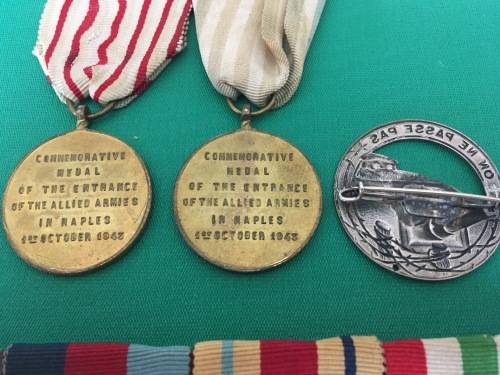 COMMEMORATIVE
MEDAL
OF THE ENTRANCE
OF THE ALLIED ARMIES
IN NAPLES
1ST OCTOBER 1943
COMMEMORATIVE
MEDAL
OF THE ENTRANCE
OF THE ALLIED ARMIES
IN NAPLES
1ST OCTOBER 1943
ON NE PASSE PAS